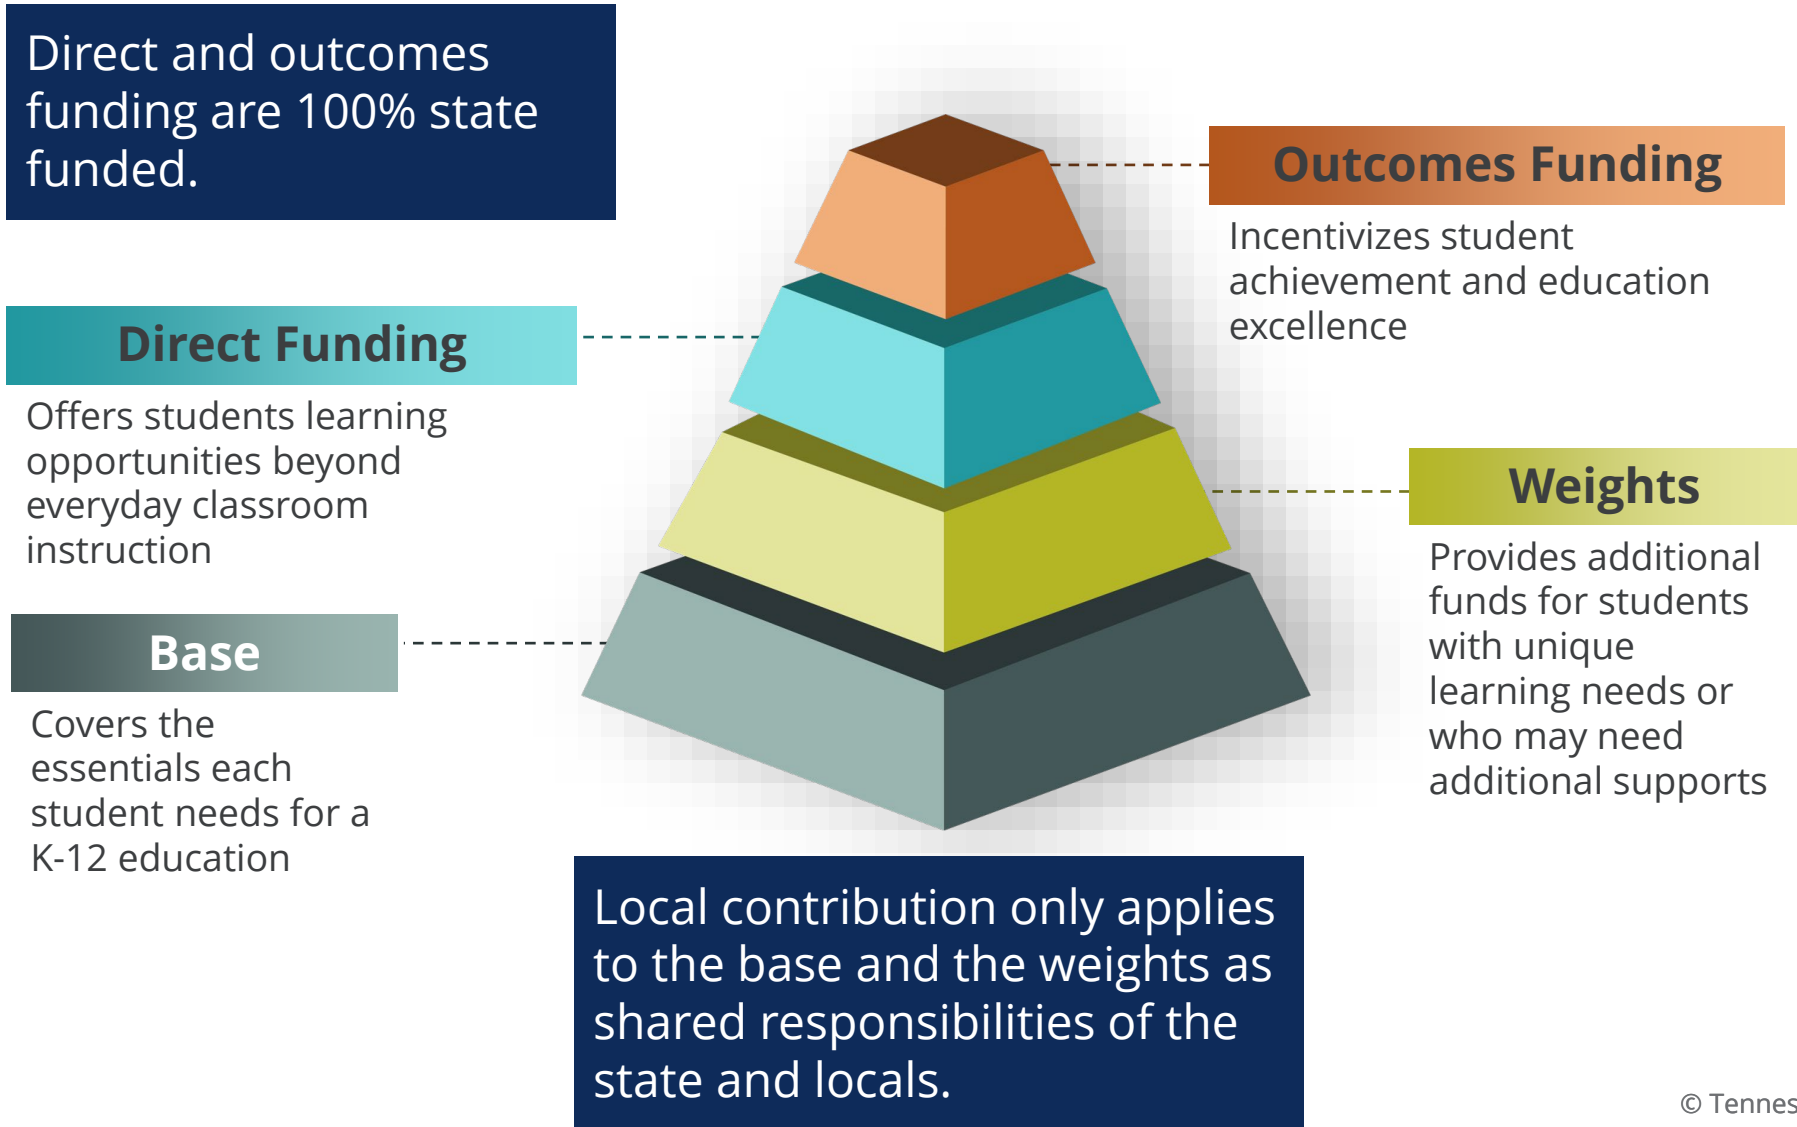 Direct and outcomes
funding are 100% state
funded.
Outcomes Funding
Incentivizes student
achievement and education
excellence
Direct Funding
Offers students learning
opportunities beyond
everyday classroom
instruction
Weights
Provides additional
funds for students
with unique
learning needs or
who may need
additional supports
Base
Covers the
essentials each
student needs for a
K-12 education
Local contribution only applies
to the base and the weights as
shared responsibilities of the
state and locals.
© Tennes